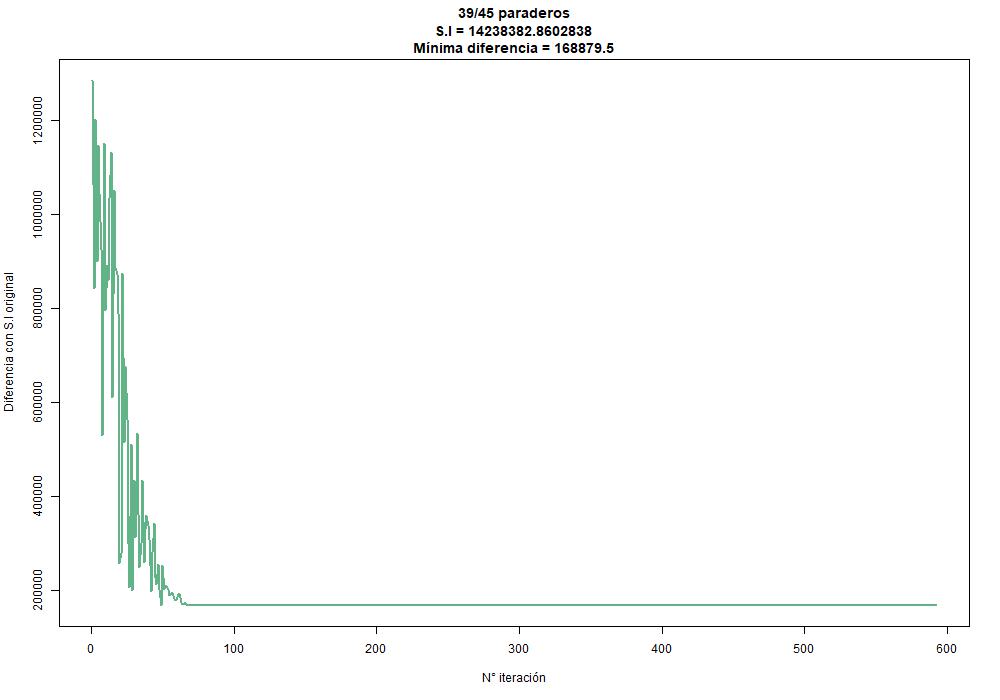 39/45 paraderos
S.I = 14238382.8602838
Mínima diferencia = 168879.5
Diferencia con S.I original
1200000
1000000
800000
600000
400000
200000
0 100 200 300 400 500 600
N° iteración